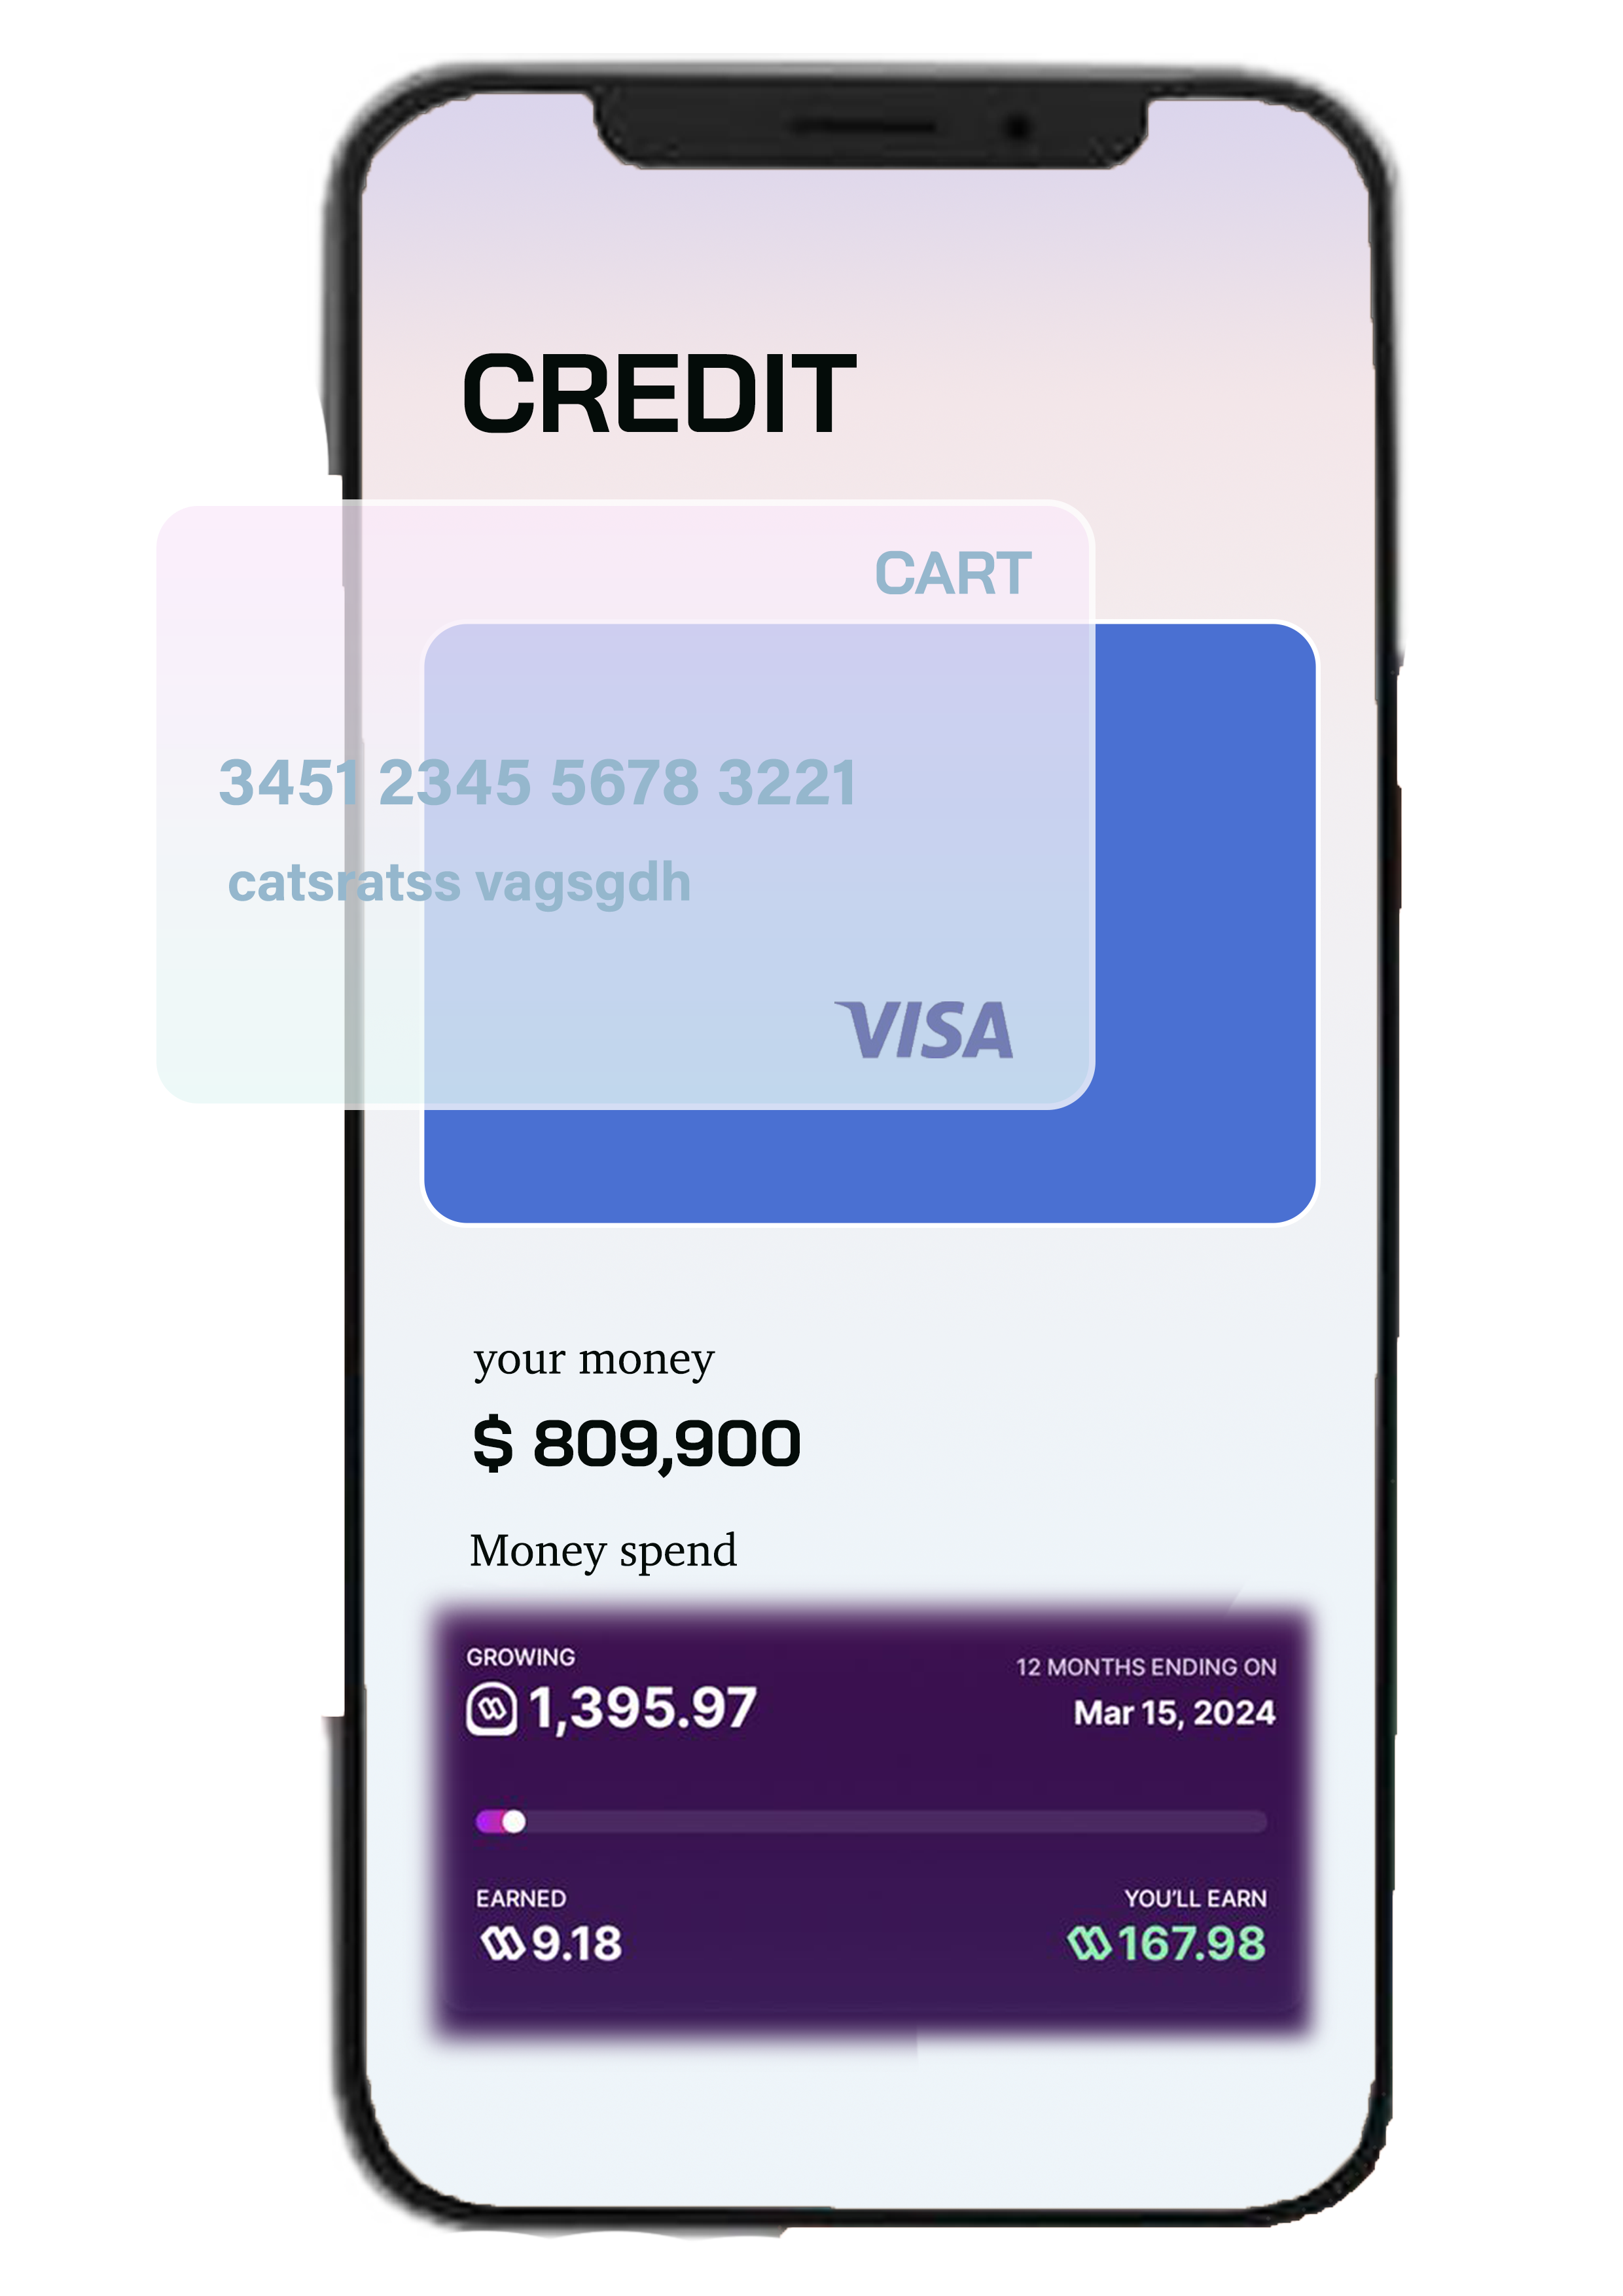 CREDIT
CART
3451 2345 5678 3221
catsratss vagsgdh
VISA
your money
$ 809,900
Money spend
GROWING
1,395.97
12 MONTHS ENDING ON
Mar 15, 2024
EARNED
9.18
YOU'LL EARN
167.98